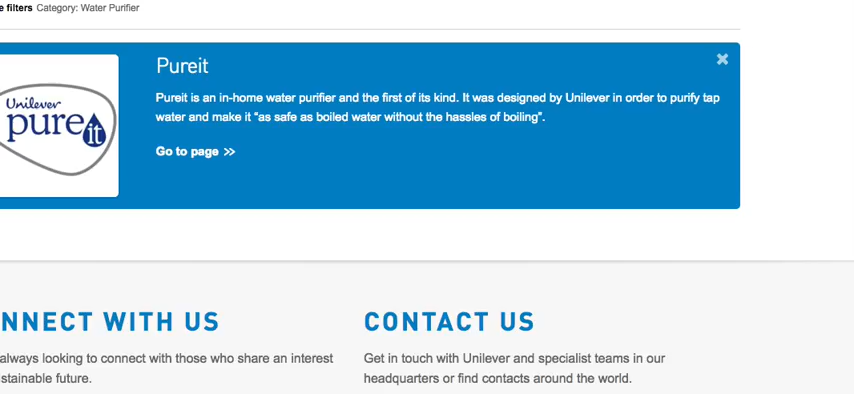 e filters Category: Water Purifier
Pureit
Pureit is an in-home water purifier and the first of its kind. It was designed by Unilever in order to purify tap
water and make it "as safe as boiled water without the hassles of boiling".
Go to page »
Unilever
pureit
NNECT WITH US
always looking to connect with those who share an interest
stainable future.
CONTACT US
Get in touch with Unilever and specialist teams in our
headquarters or find contacts around the world.